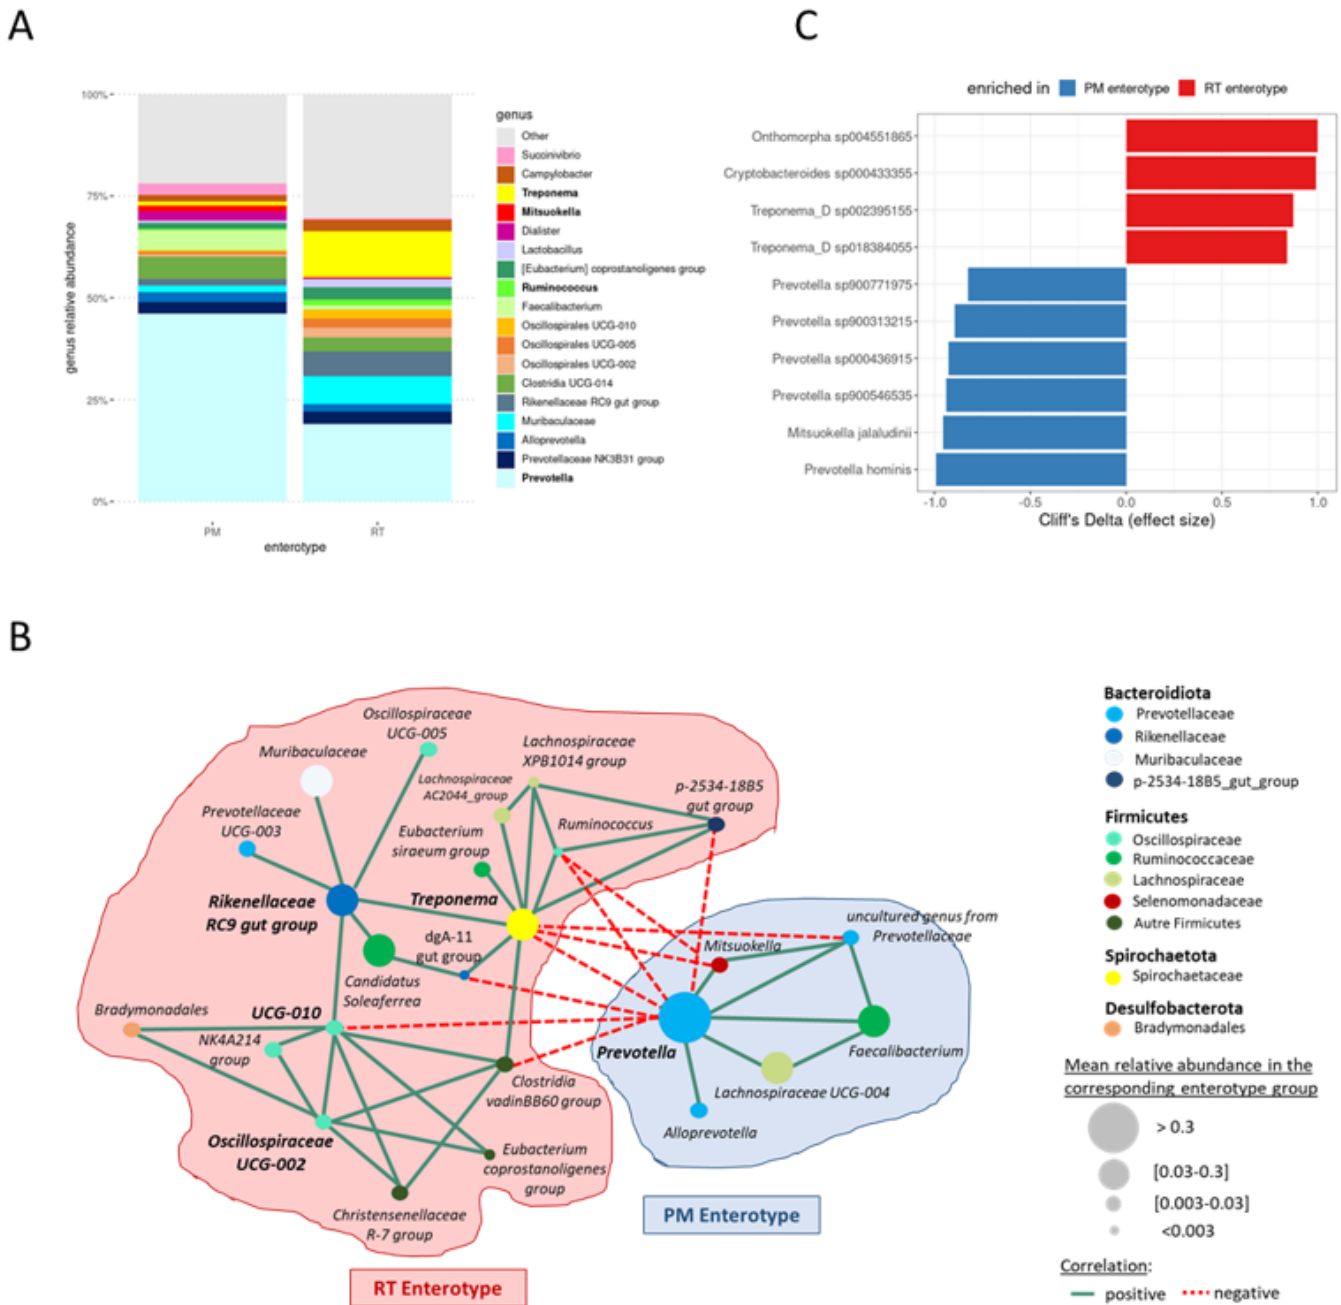 A
100%
75%
50%
25%
0%
genus relative abundance
PM
RT
enterotype
genus
Other
Succinivibrio
Campylobacter
Treponema
Mitsuokella
Dialister
Lactobacillus
[Eubacterium] coprostanoligenes group
Ruminococcus
Faecalibacterium
Oscillospirales UCG-010
Oscillospirales UCG-005
Oscillospirales UCG-002
Clostridia UCG-014
Rikenellaceae RC9 gut group
Muribaculaceae
Alloprevotella
Prevotellaceae NK3B31 group
Prevotella
C
enriched in PM enterotype RT enterotype
Onthomorpha sp004551865
Cryptobacteroides sp000433355
Treponema_D sp002395155
Treponema_D sp018384055
Prevotella sp900771975
Prevotella sp900313215
Prevotella sp000436915
Prevotella sp900546535
Mitsuokella jalaludinii
Prevotella hominis
-1.0 -0.5 0.0 0.5 1.0
Cliff's Delta (effect size)
B
Oscillospiraceae
UCG-005
Muribaculaceae
Lachnospiraceae
XPB1014 group
Lachnospiraceae
AC2044_group
p-2534-18B5
gut group
Prevotellaceae
UCG-003
Eubacterium
siraeum group
Ruminococcus
Rikenellaceae
RC9 gut group
Treponema
dgA-11
gut group
Candidatus
Soleaferrea
Bradymonadales
UCG-010
NK4A214
group
Clostridia
vadinBB60 group
Oscillospiraceae
UCG-002
Eubacterium
coprostanoligenes
group
Christensenellaceae
R-7 group
RT Enterotype
uncultured genus from
Prevotellaceae
Mitsuokella
Prevotella
Faecalibacterium
Lachnospiraceae UCG-004
Alloprevotella
PM Enterotype
Bacteroidiota
Prevotellaceae
Rikenellaceae
Muribaculaceae
p-2534-18B5_gut_group
Firmicutes
Oscillospiraceae
Ruminococcaceae
Lachnospiraceae
Selenomonadaceae
Autre Firmicutes
Spirochaetota
Spirochaetaceae
Desulfobacterota
Bradymonadales
Mean relative abundance in the
corresponding enterotype group
> 0.3
[0.03-0.3]
[0.003-0.03]
<0.003
Correlation:
positive negative